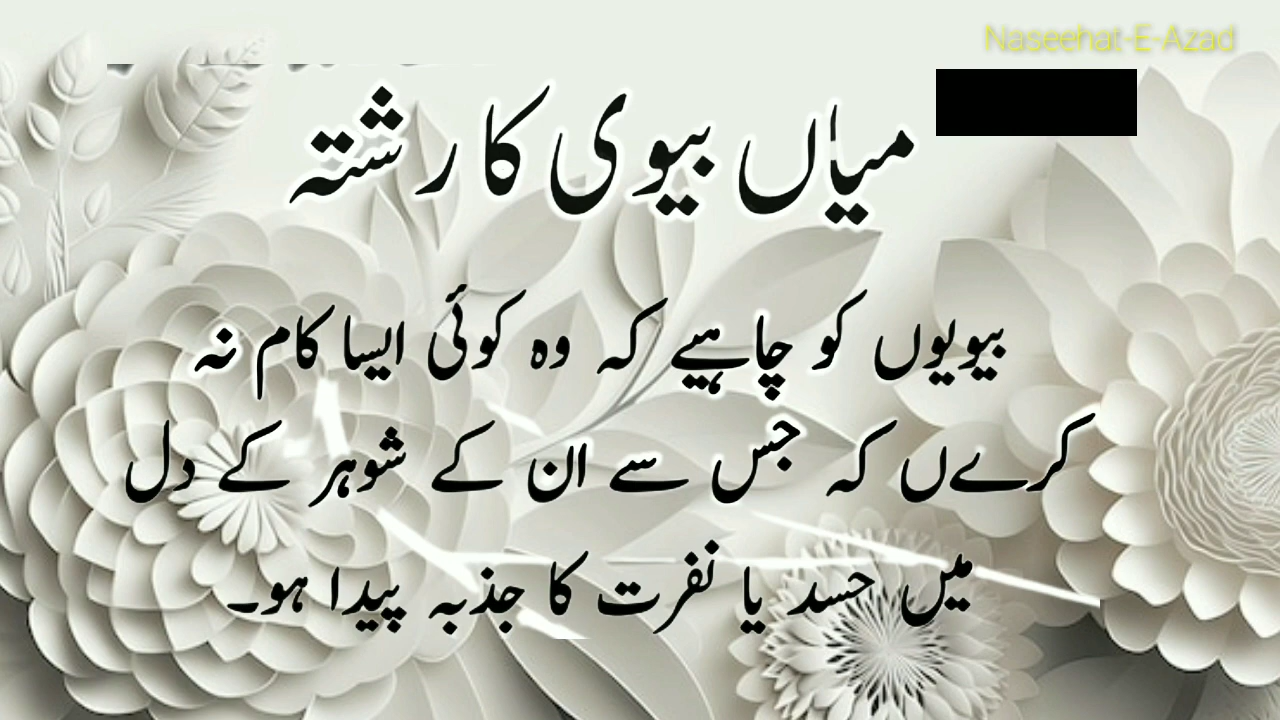 Naseehat-E-Azad
میاں بیوی کا رشتہ
بیویوں کو چاہیے کہ وہ کوئی ایسا کام نہ
کرےں کہ جس سے ان کے شوہر کے دل
میں حسد یا نفرت کا جذبہ پیدا ہو۔